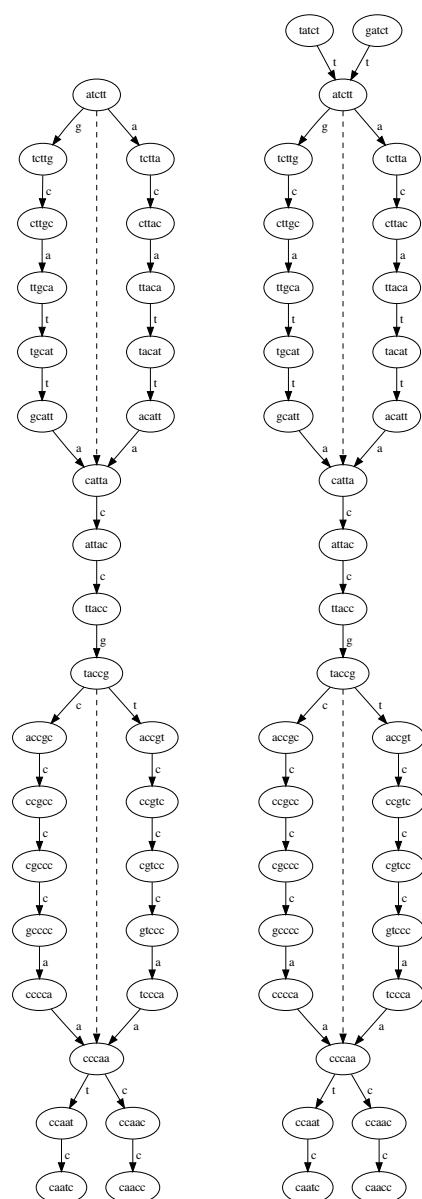 tatct gatct
t t
atctt atctt
g a g a
tcttg tctta tcttg tctta
c c c c
cttgc cttac cttgc cttac
a a a a
ttgca ttaca ttgca ttaca
t t t t
tgcat tacat tgcat tacat
t t t t
gcatt acatt gcatt acatt
a a a a
catta catta
c c
attac attac
c c
ttacc ttacc
g g
taccg taccg
c t c t
accgc accgt accgc accgt
c c c c
ccgcc ccgtc ccgcc ccgtc
c c c c
cgccc cgtcc cgccc cgtcc
c c c c
gcccc gtccc gcccc gtccc
a a a a
cccca tccca cccca tccca
a a a a
cccaa cccaa
t c t c
ccaat ccaac ccaat ccaac
c c c c
caatc caacc caatc caacc